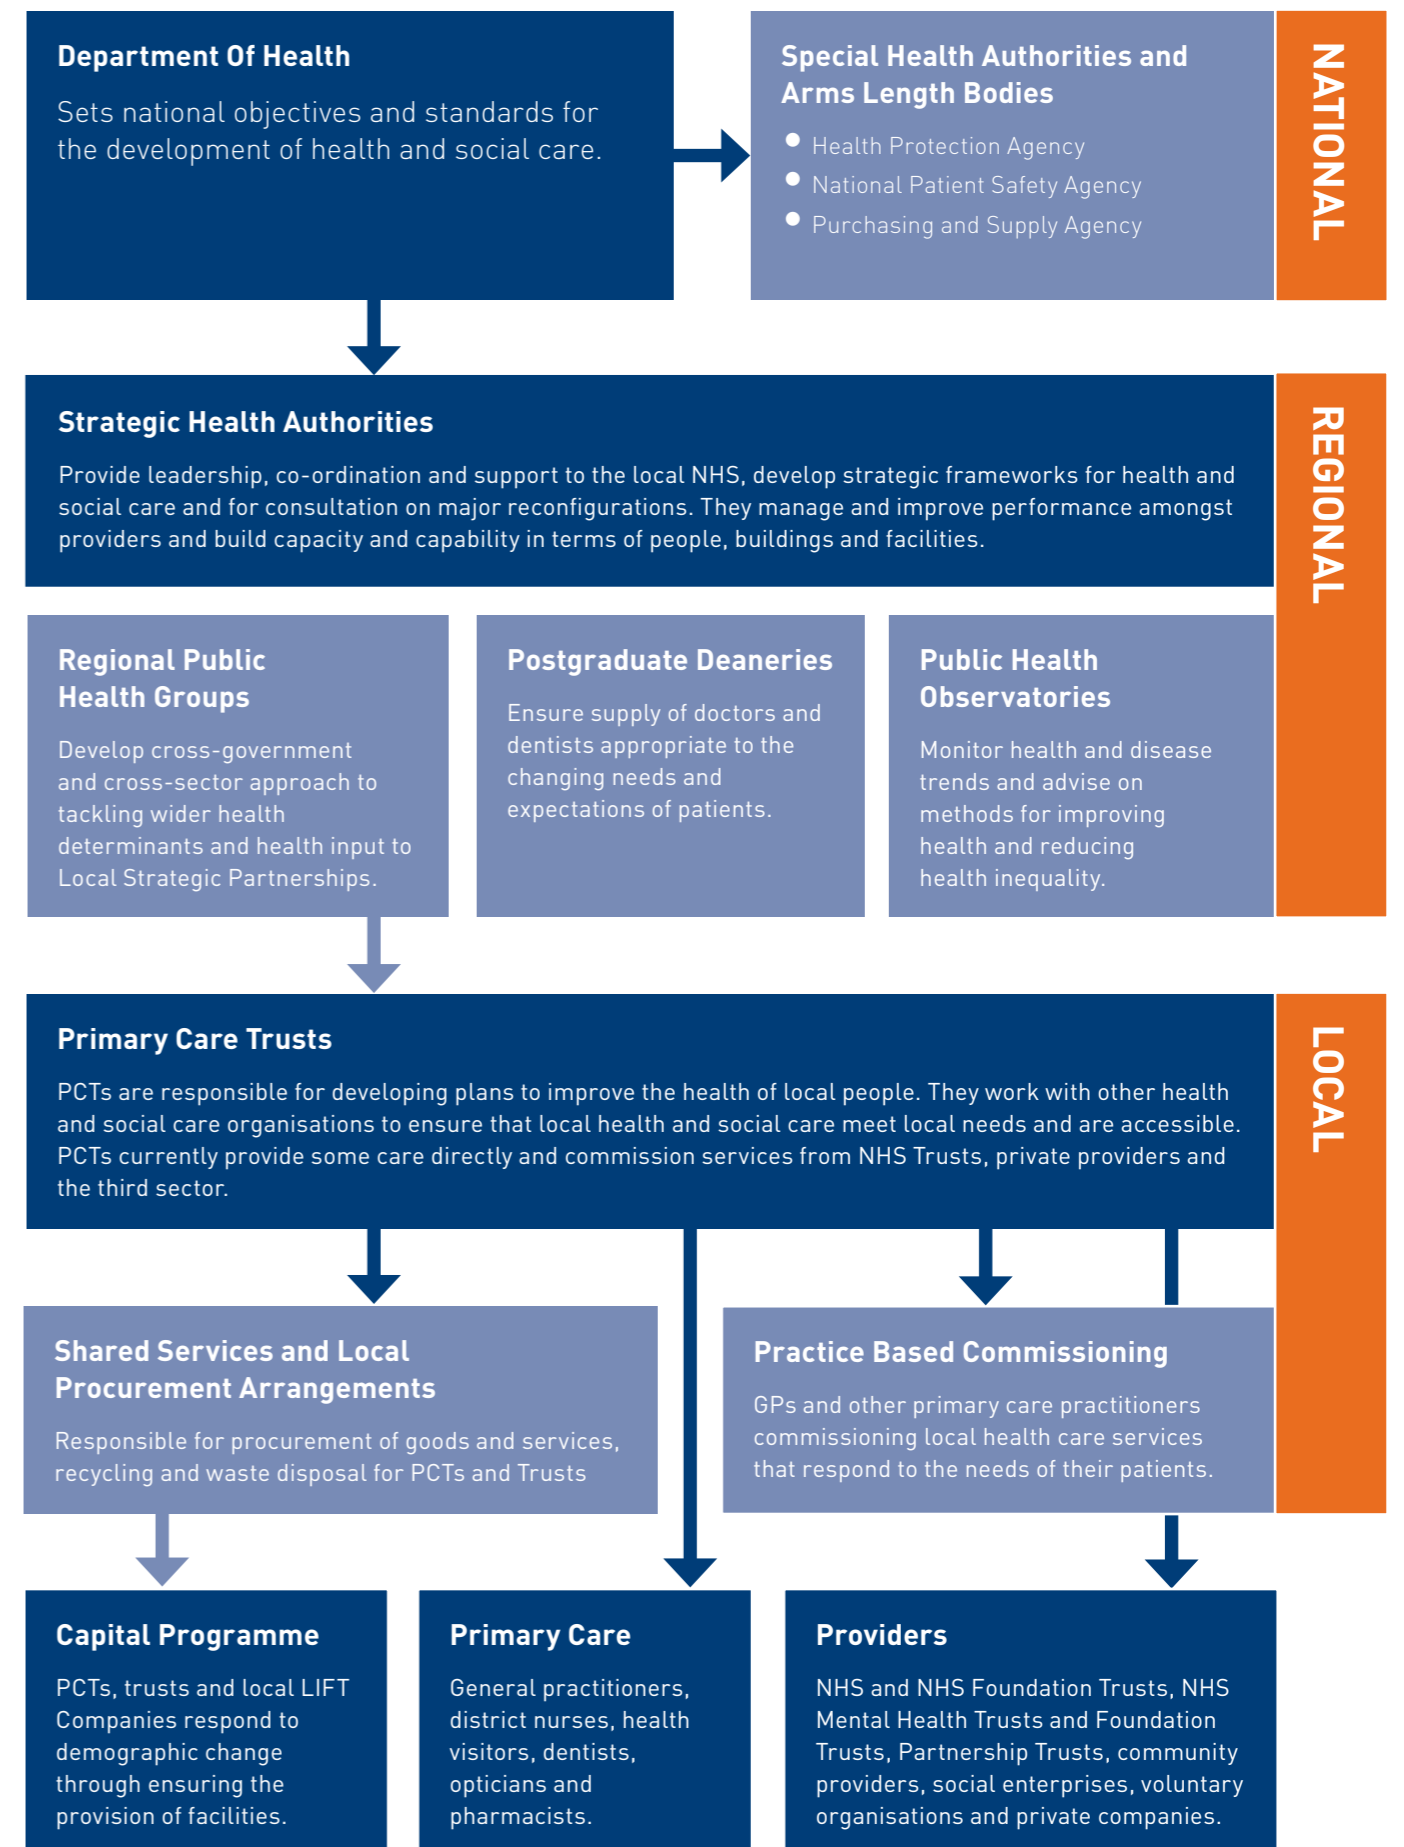 Department Of Health
Sets national objectives and standards for
the development of health and social care.
Special Health Authorities and
Arms Length Bodies
• Health Protection Agency
• National Patient Safety Agency
• Purchasing and Supply Agency
NATIONAL
Strategic Health Authorities
Provide leadership, co-ordination and support to the local NHS, develop strategic frameworks for health and
social care and for consultation on major reconfigurations. They manage and improve performance amongst
providers and build capacity and capability in terms of people, buildings and facilities.
REGIONAL
Regional Public
Health Groups
Develop cross-government
and cross-sector approach to
tackling wider health
determinants and health input to
Local Strategic Partnerships.
Postgraduate Deaneries
Ensure supply of doctors and
dentists appropriate to the
changing needs and
expectations of patients.
Public Health
Observatories
Monitor health and disease
trends and advise on
methods for improving
health and reducing
health inequality.
Primary Care Trusts
PCTs are responsible for developing plans to improve the health of local people. They work with other health
and social care organisations to ensure that local health and social care meet local needs and are accessible.
PCTs currently provide some care directly and commission services from NHS Trusts, private providers and
the third sector.
LOCAL
Shared Services and Local
Procurement Arrangements
Responsible for procurement of goods and services,
recycling and waste disposal for PCTs and Trusts
Practice Based Commissioning
GPs and other primary care practitioners
commissioning local health care services
that respond to the needs of their patients.
Capital Programme
PCTs, trusts and local LIFT
Companies respond to
demographic change
through ensuring the
provision of facilities.
Primary Care
General practitioners,
district nurses, health
visitors, dentists,
opticians and
pharmacists.
Providers
NHS and NHS Foundation Trusts, NHS
Mental Health Trusts and Foundation
Trusts, Partnership Trusts, community
providers, social enterprises, voluntary
organisations and private companies.